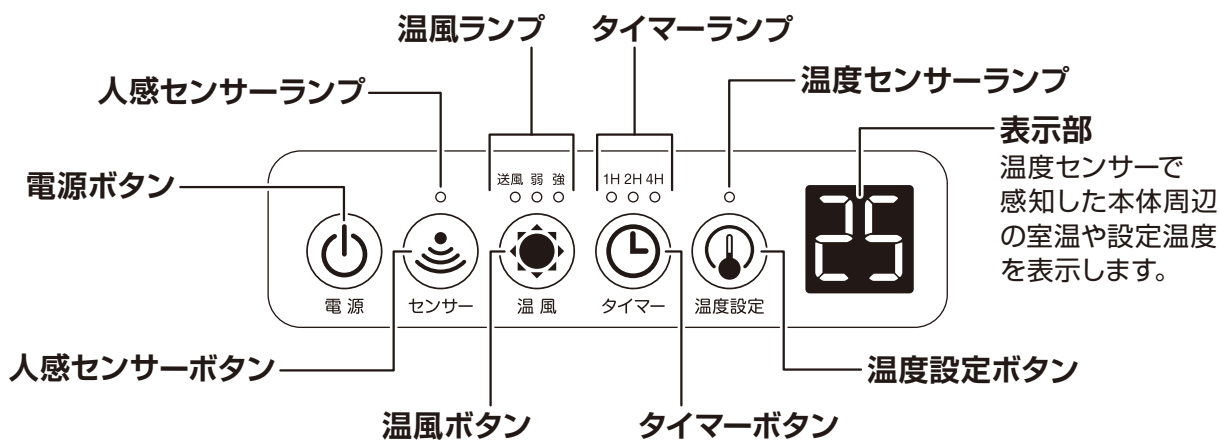 温風ランプ
タイマーランプ
人感センサーランプ
温度センサーランプ
表示部
温度センサーで
感知した本体周辺
の室温や設定温度
を表示します。
電源ボタン
送風 弱 強
1H 2H 4H
25
電源
センサー
温風
タイマー
温度設定
人感センサーボタン
温度設定ボタン
温風ボタン
タイマーボタン